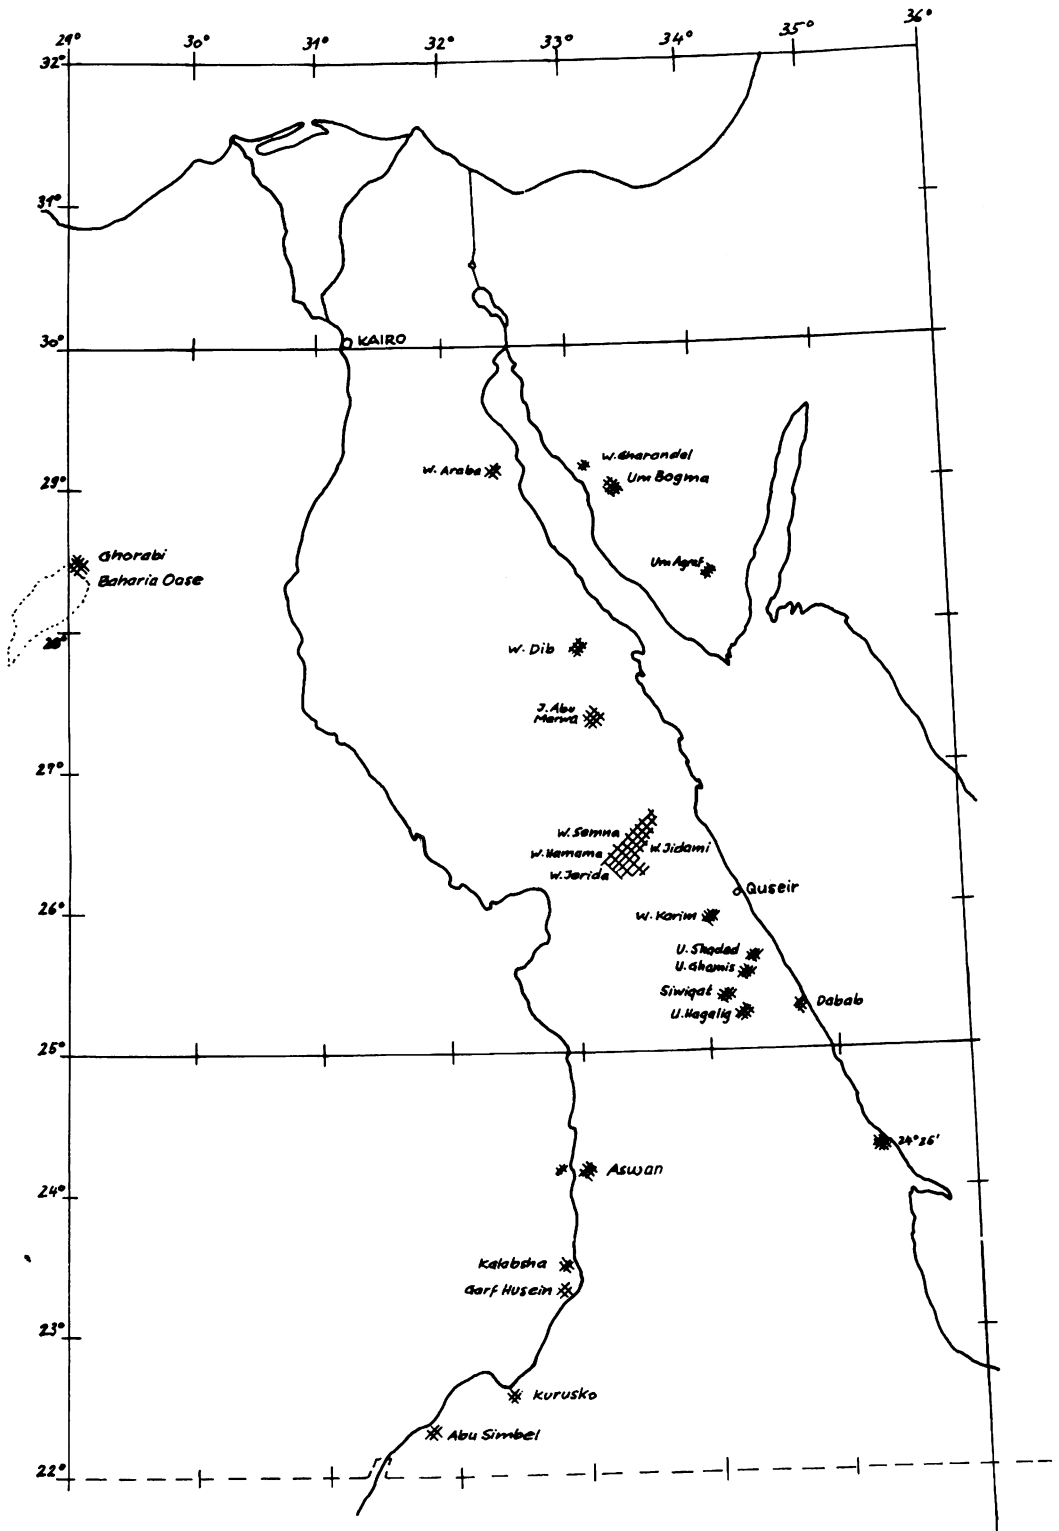 29°
30°
31°
32°
33°
34°
35°
36°
32°
31°
30°
KAIRO
W. Gharandel
W. Araba
Um Bogma
29°
Ghorabi
Baharia Oase
Um Agraf
28°
W. Dib
J. Abu
Marwa
27°
W. Semna
W. Hamama
W. Jidami
W. Jerida
Quseir
26°
W. Karim
U. Shaded
U. Ghamis
Siwiqat
Dabab
U. Hagalig
25°
24° 26'
Aswan
24°
Kalabsha
Garf Husein
23°
Kurusko
Abu Simbel
22°